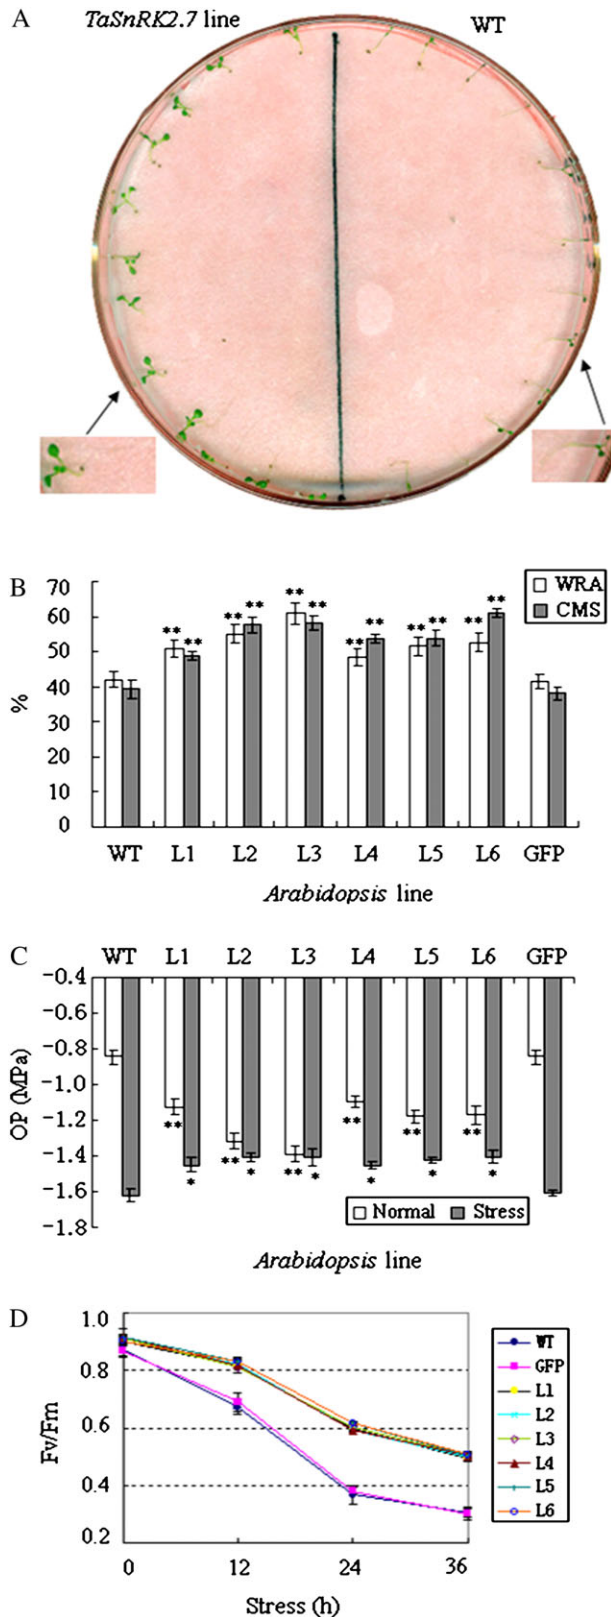 A
TaSnRK2.7 line
WT
B
70
60
50
40
30
20
10
0
%
WRA
CMS
** ** ** ** ** ** ** ** ** ** ** **
WT L1 L2 L3 L4 L5 L6 GFP
Arabidopsis line
C
WT L1 L2 L3 L4 L5 L6 GFP
-0.4
-0.6
-0.8
-1.0
-1.2
-1.4
-1.6
-1.8
OP (MPa)
** ** ** ** ** **
* * * * * *
Normal Stress
Arabidopsis line
D
1.0
0.8
0.6
0.4
0.2
Fv/Fm
WT
GFP
L1
L2
L3
L4
L5
L6
0 12 24 36
Stress (h)